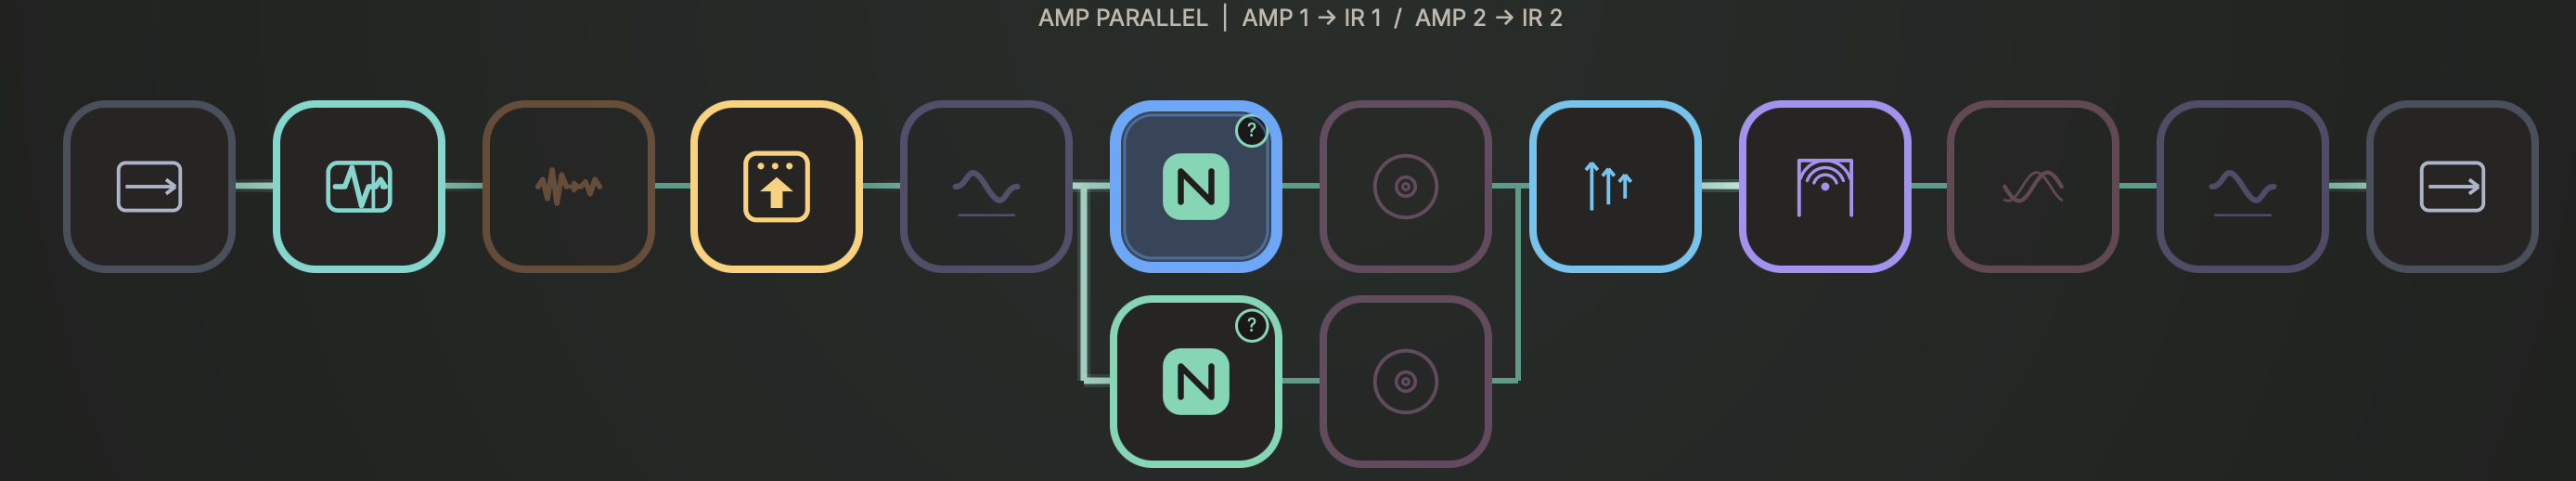 AMP PARALLEL | AMP 1 → IR 1 / AMP 2 → IR 2
?
N
?
N